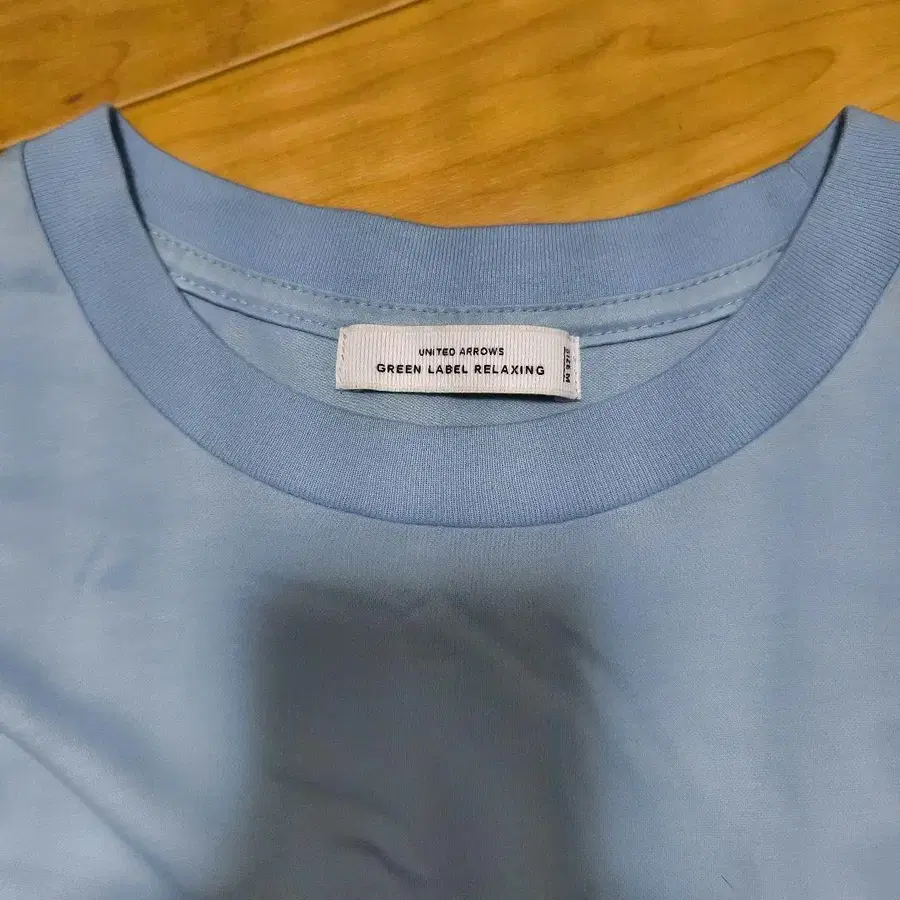 UNITED ARROWS
GREEN LABEL RELAXING
SIZE M